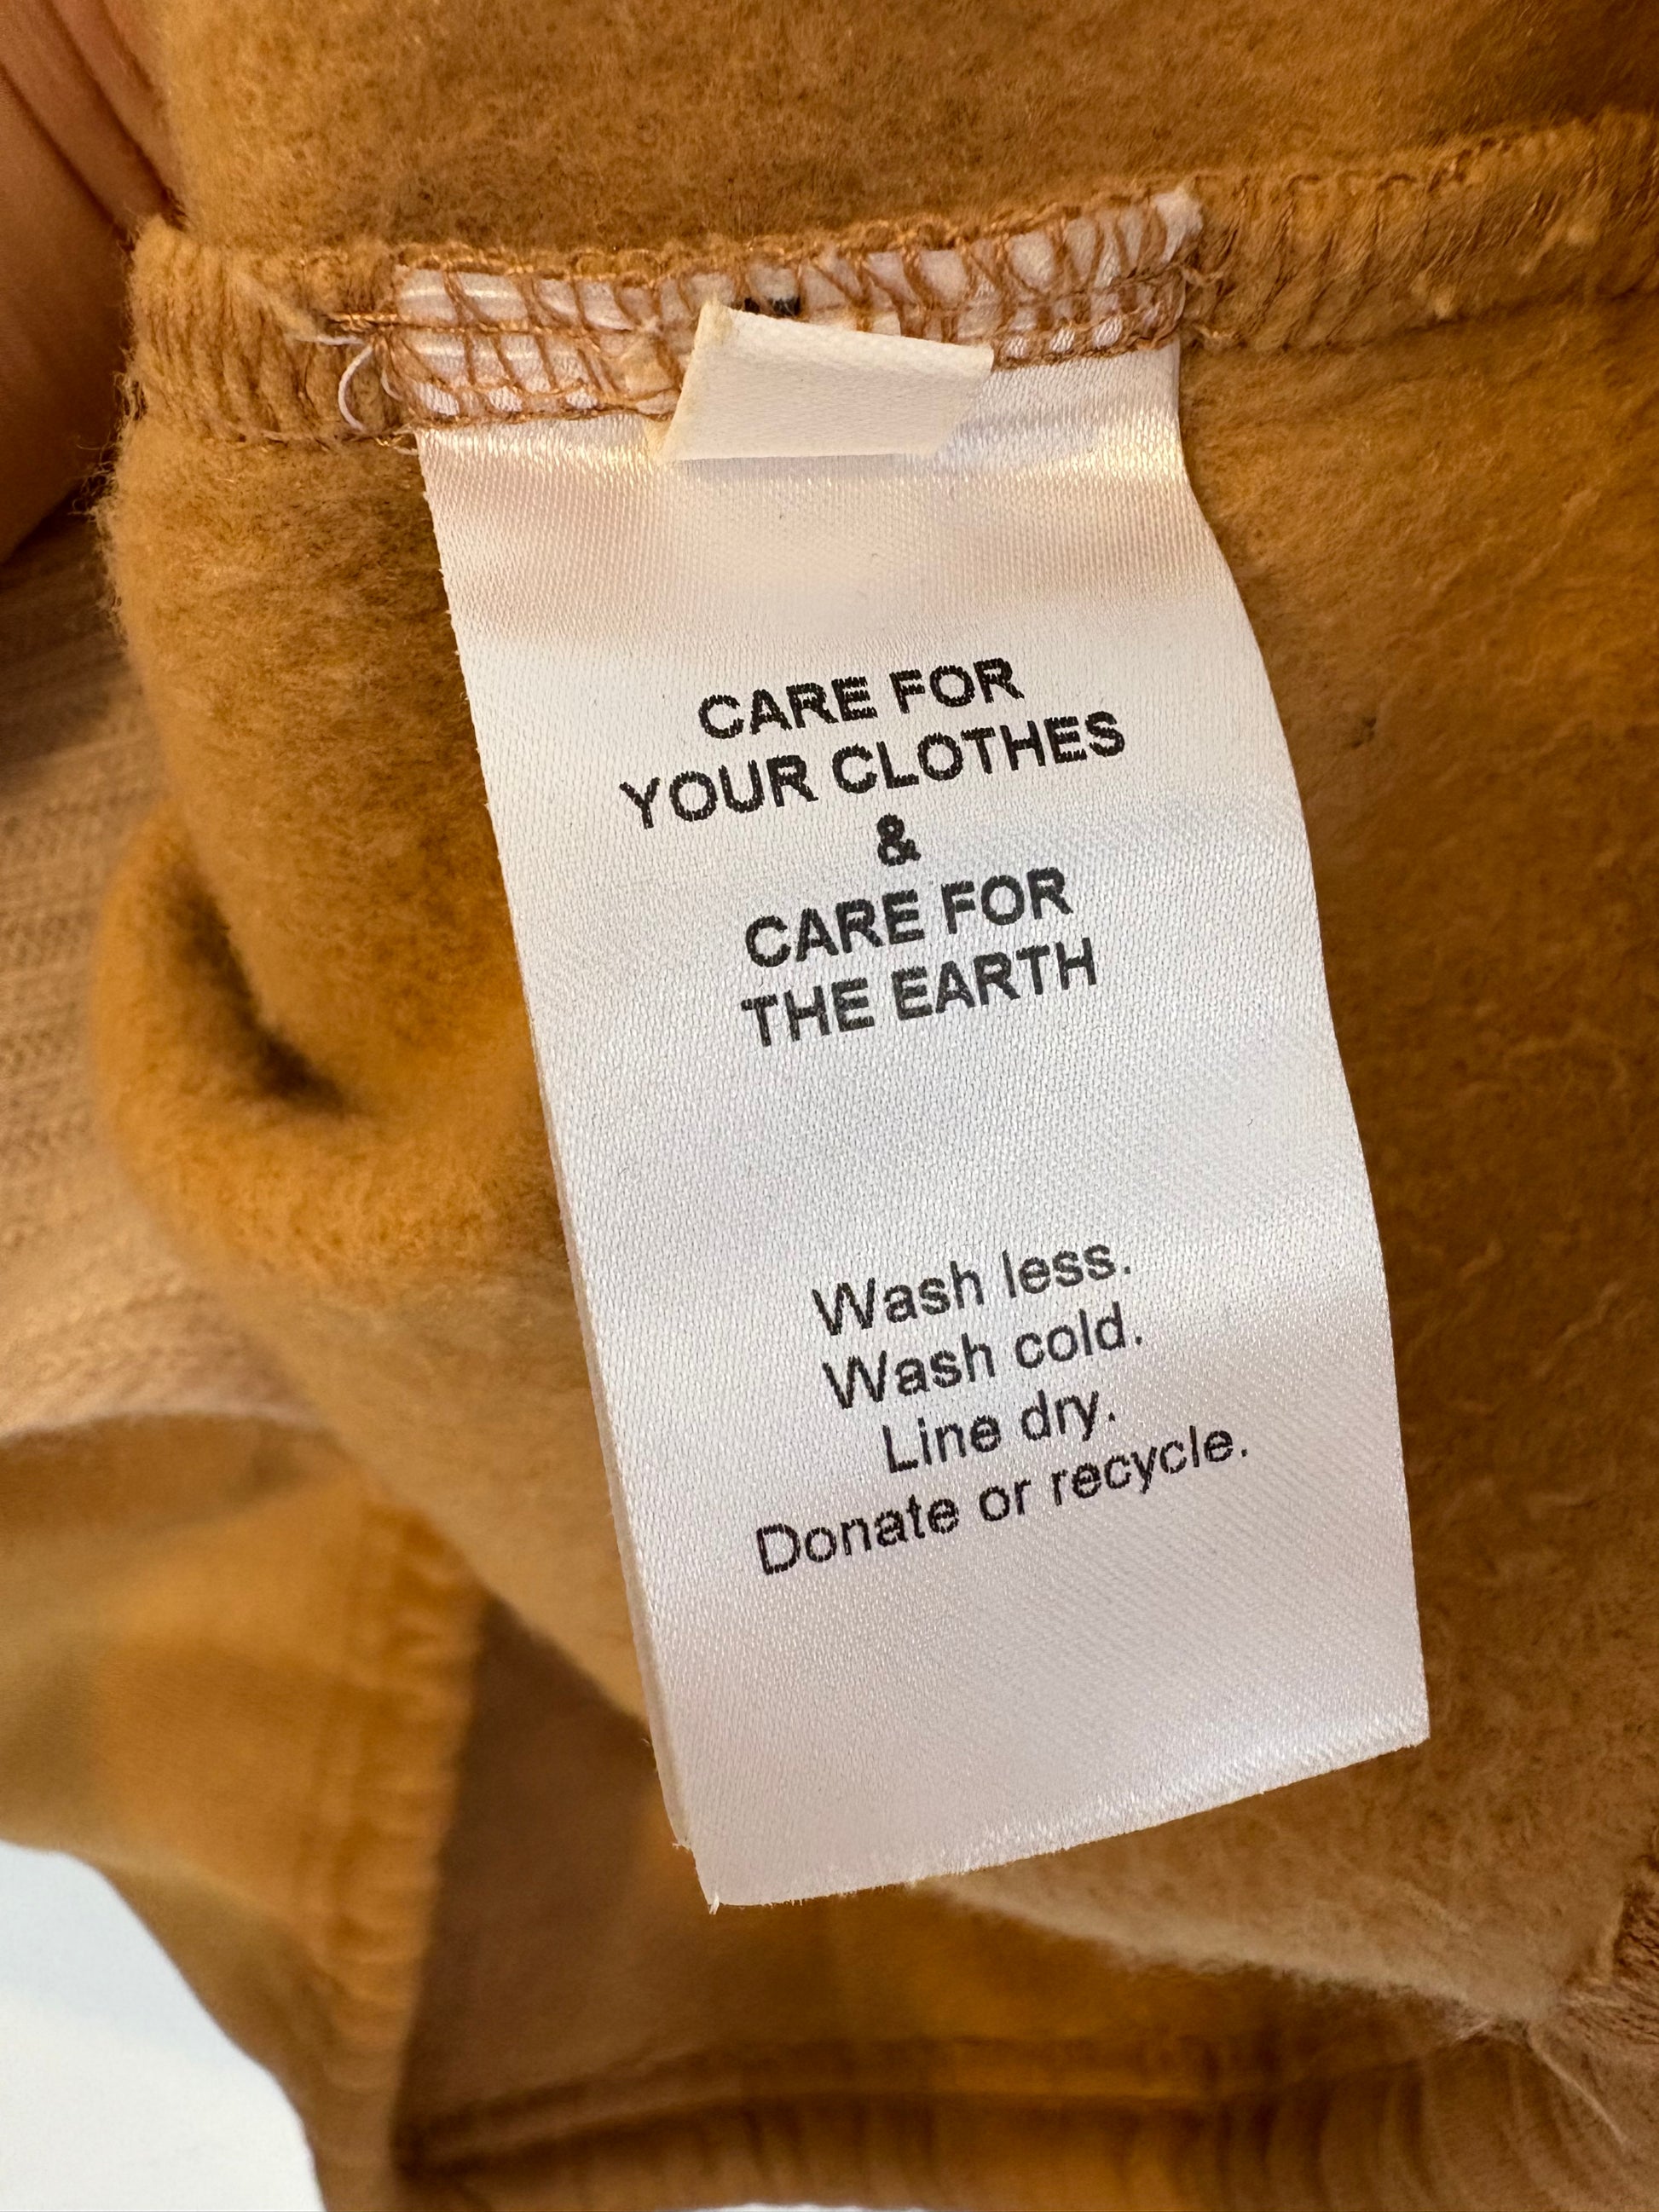 CARE FOR
YOUR CLOTHES
&
CARE FOR
THE EARTH
Wash less.
Wash cold.
Line dry.
Donate or recycle.